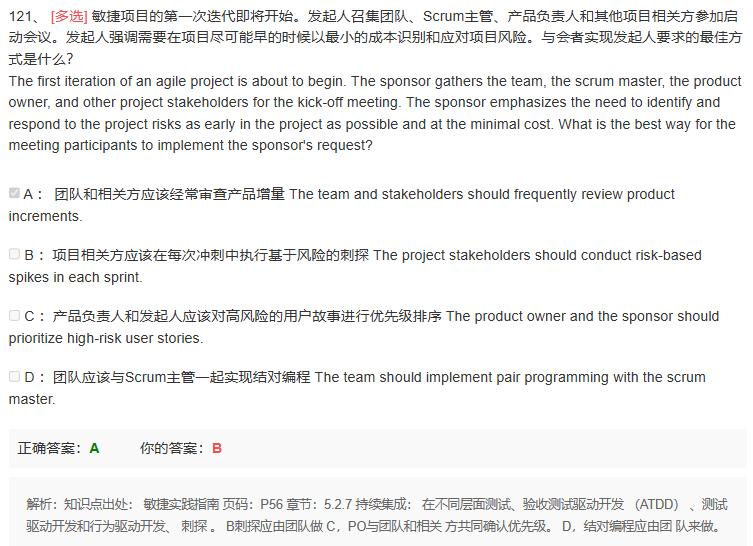 121、 [多选] 敏捷项目的第一次迭代即将开始。发起人召集团队、Scrum主管、产品负责人和其他项目相关方参加启
动会议。发起人强调需要在项目尽可能早的时候以最小的成本识别和应对项目风险。与会者实现发起人要求的最佳方
式是什么?
The first iteration of an agile project is about to begin. The sponsor gathers the team, the scrum master, the product
owner, and other project stakeholders for the kick-off meeting. The sponsor emphasizes the need to identify and
respond to the project risks as early in the project as possible and at the minimal cost. What is the best way for the
meeting participants to implement the sponsor's request?
A： 团队和相关方应该经常审查产品增量 The team and stakeholders should frequently review product
increments.
B： 项目相关方应该在每次冲刺中执行基于风险的刺探 The project stakeholders should conduct risk-based
spikes in each sprint.
C： 产品负责人和发起人应该对高风险的用户故事进行优先级排序 The product owner and the sponsor should
prioritize high-risk user stories.
D： 团队应该与Scrum主管一起实现结对编程 The team should implement pair programming with the scrum
master.
正确答案：A 你的答案：B
解析：知识点出处： 敏捷实践指南 页码：P56 章节：5.2.7 持续集成： 在不同层面测试、验收测试驱动开发 （ATDD） 、测试
驱动开发和行为驱动开发、 刺探 。 B刺探应由团队做 C，PO与团队和相关 方共同确认优先级。 D，结对编程应由团 队来做。